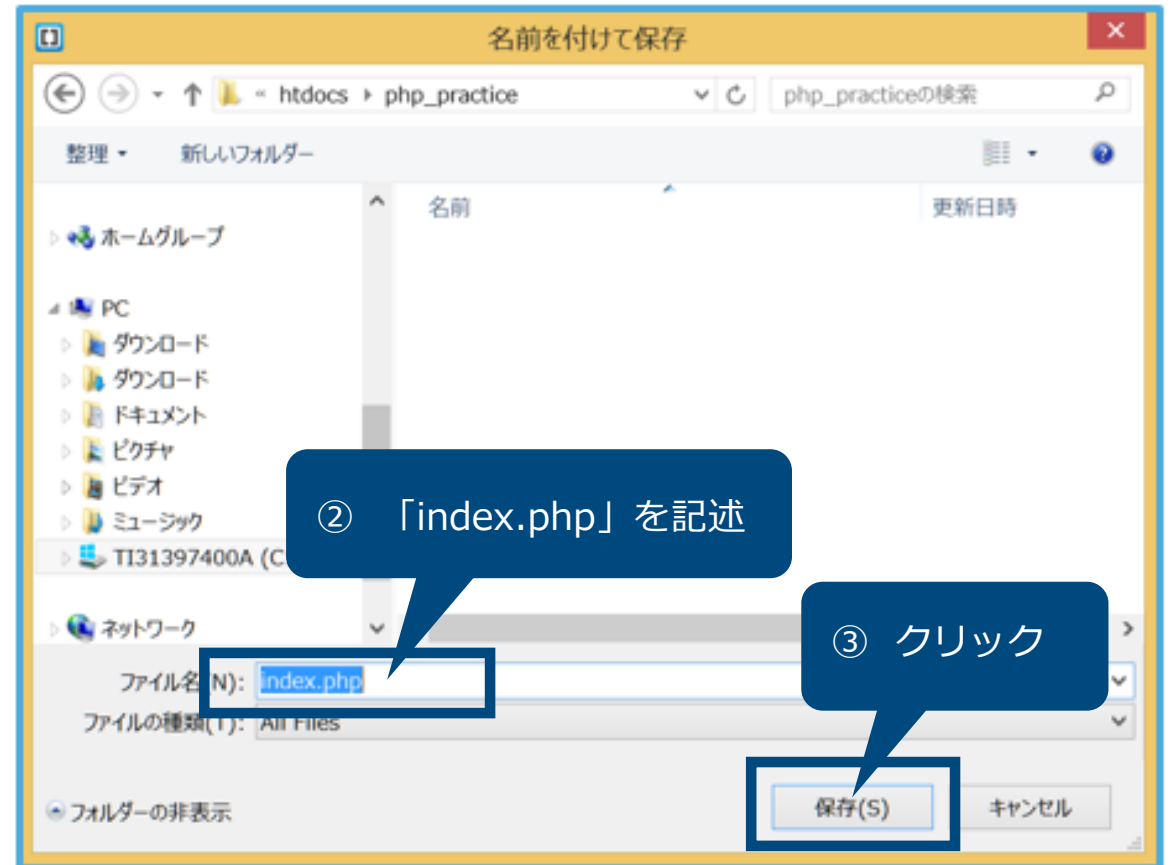 名前を付けて保存
« htdocs › php_practice
php_practiceの検索
整理
新しいフォルダー
名前
更新日時
ホームグループ
PC
ダウンロード
ダウンロード
ドキュメント
ピクチャ
ビデオ
ミュージック
TI31397400A (C
ネットワーク
② 「index.php」を記述
③ クリック
ファイル名(N): index.php
ファイルの種類(T): All Files
フォルダーの非表示
保存(S)
キャンセル